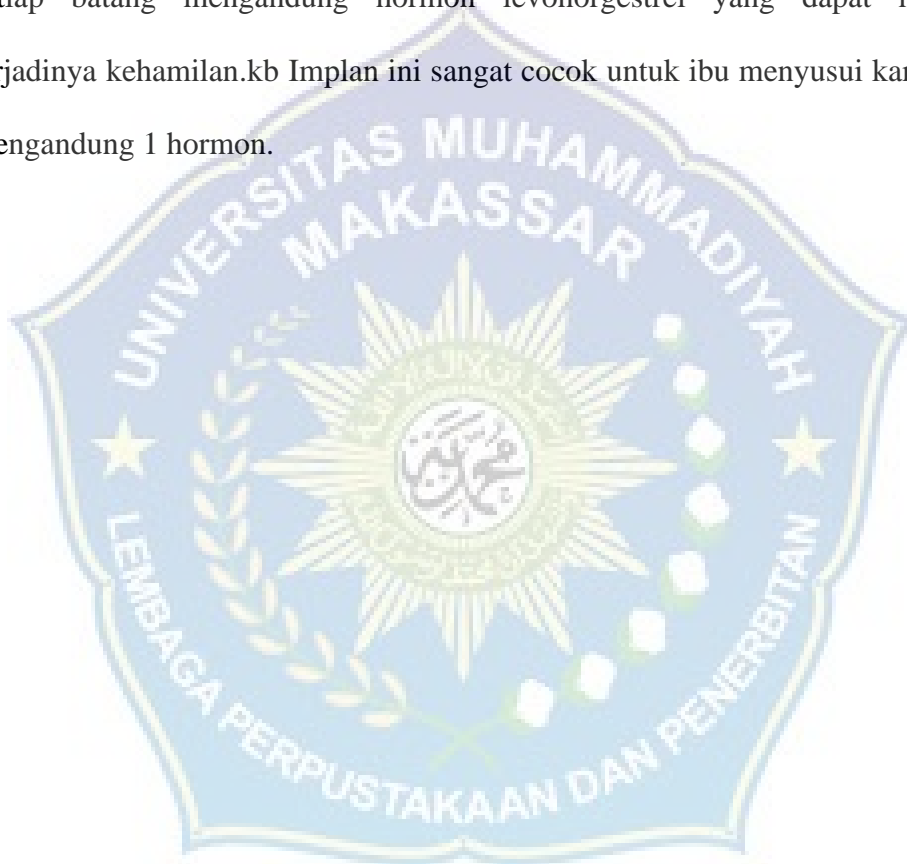 tiap batang mengandung hormon levonorgestrel yang dapat
rjadinya kehamilan.kb Implan ini sangat cocok untuk ibu menyusui kar
engandung 1 hormon.
UNIVERSITAS MUHAMMADIYAH
MAKASSAR
LEMBAGA PERPUSTAKAAN DAN PENERBITAN